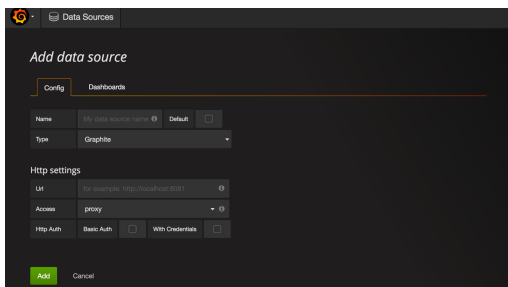 Data Sources
Add data source
Config Dashboards
Name My data source name Default
Type Graphite
Http settings
Url for example: http://localhost:8081
Access proxy
Http Auth Basic Auth With Credentials
Add Cancel